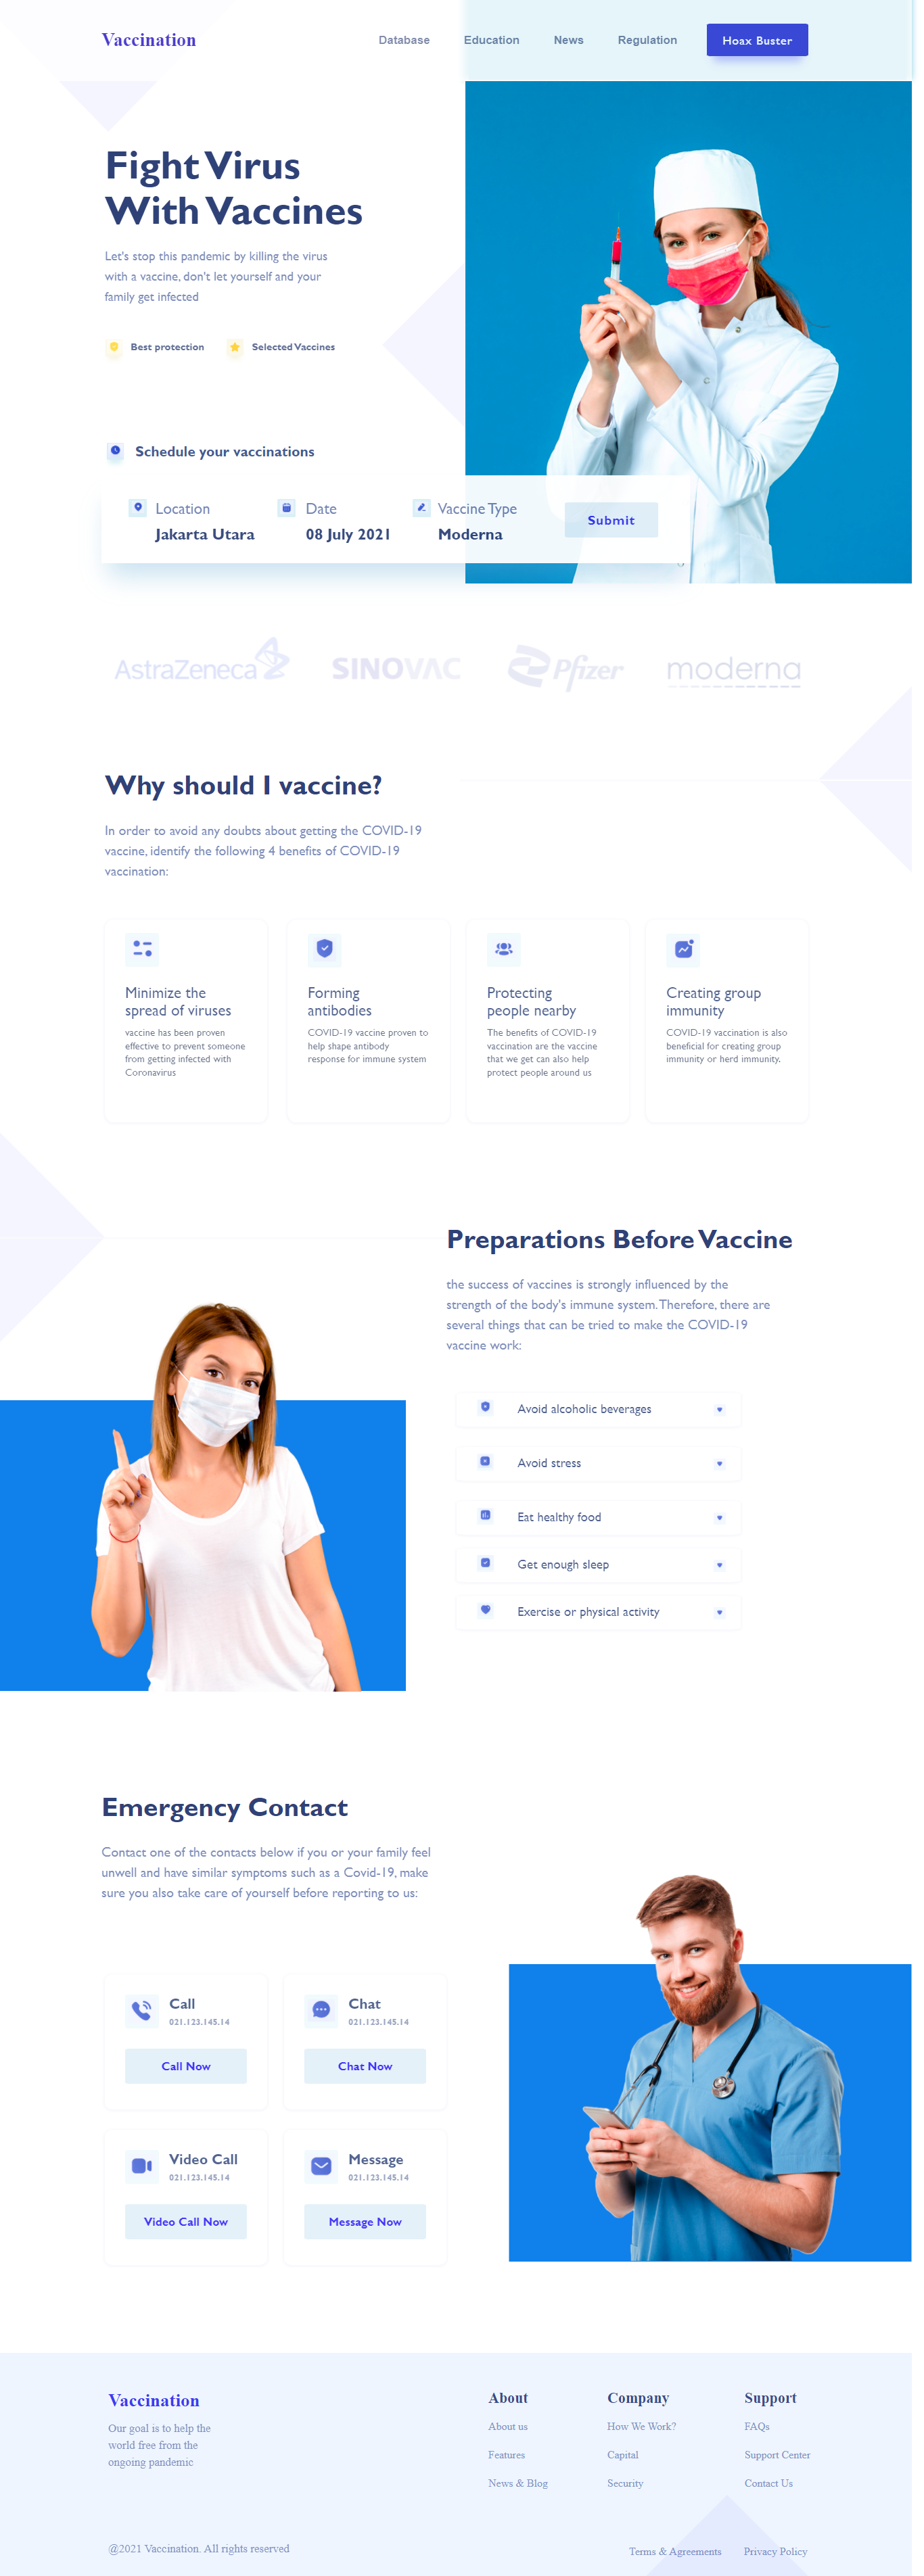 Vaccination
Database
Education
News
Regulation
Hoax Buster
Fight Virus
With Vaccines
Let's stop this pandemic by killing the virus
with a vaccine, don't let yourself and your
family get infected
Best protection
Selected Vaccines
Schedule your vaccinations
Location
Date
Vaccine Type
Jakarta Utara
08 July 2021
Moderna
Submit
AstraZeneca
SINOVAC
Pfizer
moderna
Why should I vaccine?
In order to avoid any doubts about getting the COVID-19
vaccine, identify the following 4 benefits of COVID-19
vaccination:
Minimize the
spread of viruses
vaccine has been proven
effective to prevent someone
from getting infected with
Coronavirus
Forming
antibodies
COVID-19 vaccine proven to
help shape antibody
response for immune system
Protecting
people nearby
The benefits of COVID-19
vaccination are the vaccine
that we get can also help
protect people around us
Creating group
immunity
COVID-19 vaccination is also
beneficial for creating group
immunity or herd immunity.
Preparations Before Vaccine
the success of vaccines is strongly influenced by the
strength of the body's immune system. Therefore, there are
several things that can be tried to make the COVID-19
vaccine work:
Avoid alcoholic beverages
Avoid stress
Eat healthy food
Get enough sleep
Exercise or physical activity
Emergency Contact
Contact one of the contacts below if you or your family feel
unwell and have similar symptoms such as a Covid-19, make
sure you also take care of yourself before reporting to us:
Call
021.123.145.14
Call Now
Chat
021.123.145.14
Chat Now
Video Call
021.123.145.14
Video Call Now
Message
021.123.145.14
Message Now
Vaccination
Our goal is to help the
world free from the
ongoing pandemic
About
About us
Features
News & Blog
Company
How We Work?
Capital
Security
Support
FAQs
Support Center
Contact Us
@2021 Vaccination. All rights reserved
Terms & Agreements
Privacy Policy